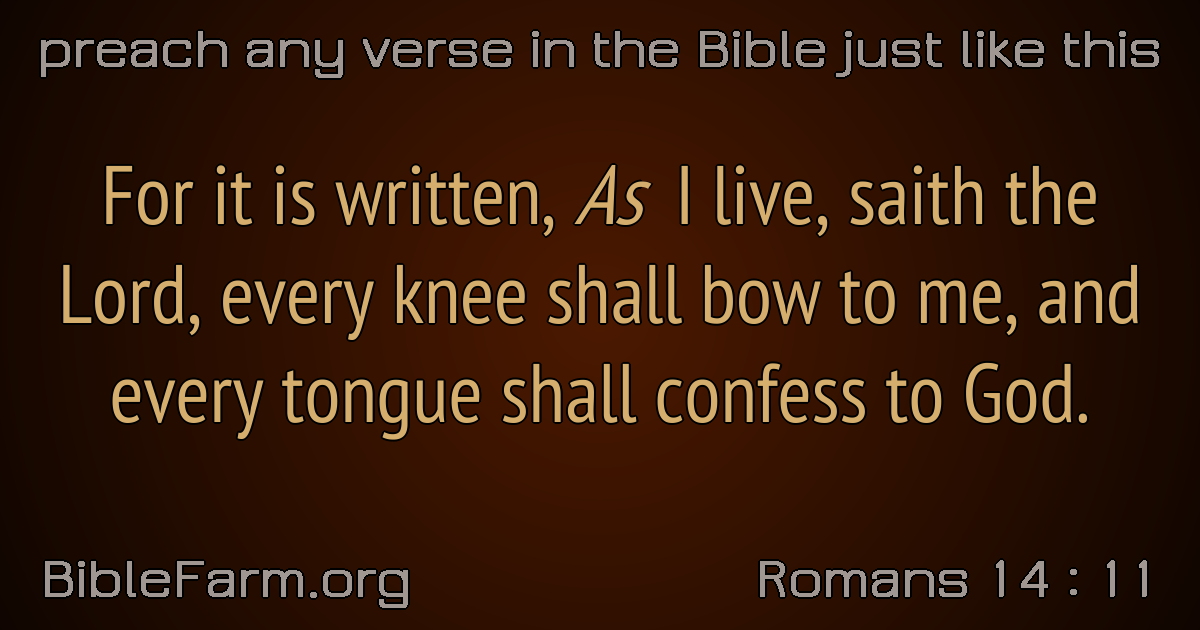 preach any verse in the Bible just like this
For it is written, As I live, saith the
Lord, every knee shall bow to me, and
every tongue shall confess to God.
BibleFarm.org
Romans 14 : 11